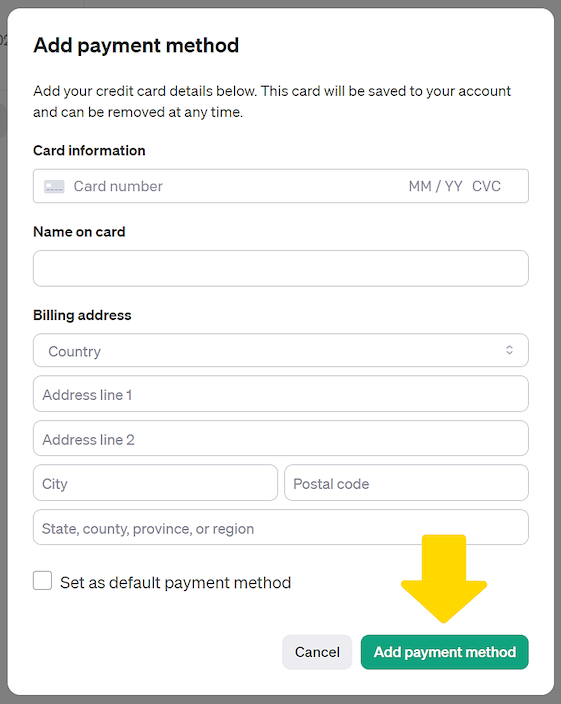 Add payment method
Add your credit card details below. This card will be saved to your account
and can be removed at any time.
Card information
Card number MM / YY CVC
Name on card
Billing address
Country
Address line 1
Address line 2
City Postal code
State, county, province, or region
Set as default payment method
Cancel Add payment method